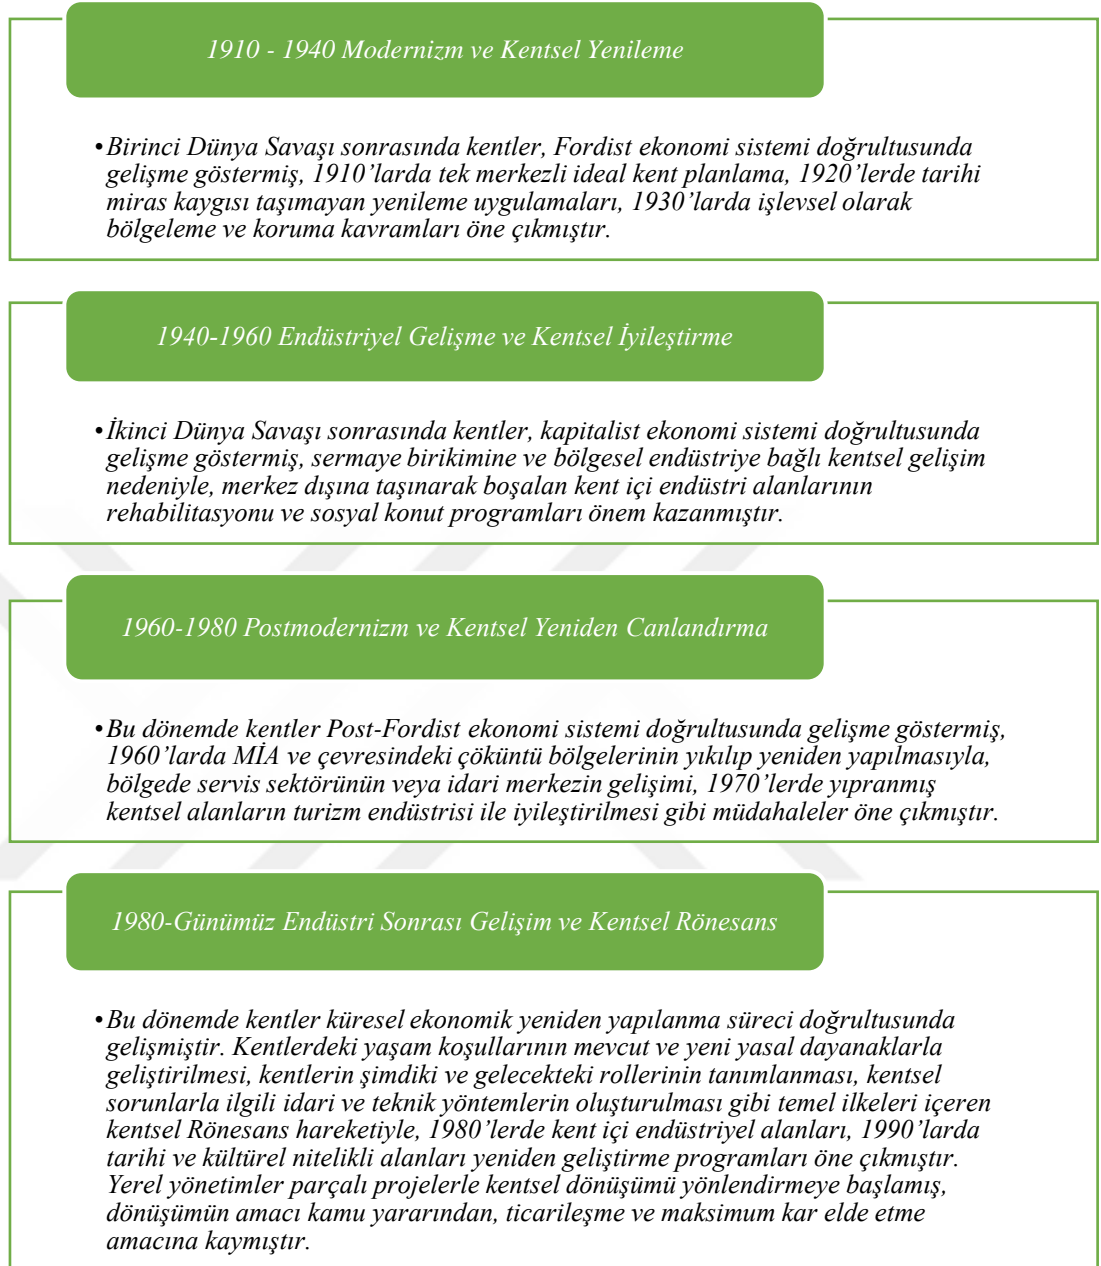 1910 - 1940 Modernizm ve Kentsel Yenileme
•Birinci Dünya Savaşı sonrasında kentler, Fordist ekonomi sistemi doğrultusunda
gelişme göstermiş, 1910’larda tek merkezli ideal kent planlama, 1920’lerde tarihi
miras kaygısı taşımayan yenileme uygulamaları, 1930’larda işlevsel olarak
bölgeleme ve koruma kavramları öne çıkmıştır.
1940-1960 Endüstriyel Gelişme ve Kentsel İyileştirme
•İkinci Dünya Savaşı sonrasında kentler, kapitalist ekonomi sistemi doğrultusunda
gelişme göstermiş, sermaye birikimine ve bölgesel endüstriye bağlı kentsel gelişim
nedeniyle, merkez dışına taşınarak boşalan kent içi endüstri alanlarının
rehabilitasyonu ve sosyal konut programları önem kazanmıştır.
1960-1980 Postmodernizm ve Kentsel Yeniden Canlandırma
•Bu dönemde kentler Post-Fordist ekonomi sistemi doğrultusunda gelişme göstermiş,
1960’larda MİA ve çevresindeki çöküntü bölgelerinin yıkılıp yeniden yapılmasıyla,
bölgede servis sektörünün veya idari merkezin gelişimi, 1970’lerde yıpranmış
kentsel alanların turizm endüstrisi ile iyileştirilmesi gibi müdahaleler öne çıkmıştır.
1980-Günümüz Endüstri Sonrası Gelişim ve Kentsel Rönesans
•Bu dönemde kentler küresel ekonomik yeniden yapılanma süreci doğrultusunda
gelişmiştir. Kentlerdeki yaşam koşullarının mevcut ve yeni yasal dayanaklarla
geliştirilmesi, kentlerin şimdiki ve gelecekteki rollerinin tanımlanması, kentsel
sorunlarla ilgili idari ve teknik yöntemlerin oluşturulması gibi temel ilkeleri içeren
kentsel Rönesans hareketiyle, 1980’lerde kent içi endüstriyel alanları, 1990’larda
tarihi ve kültürel nitelikli alanları yeniden geliştirme programları öne çıkmıştır.
Yerel yönetimler parçalı projelerle kentsel dönüşümü yönlendirmeye başlamış,
dönüşümün amacı kamu yararından, ticarileşme ve maksimum kar elde etme
amacına kaymıştır.